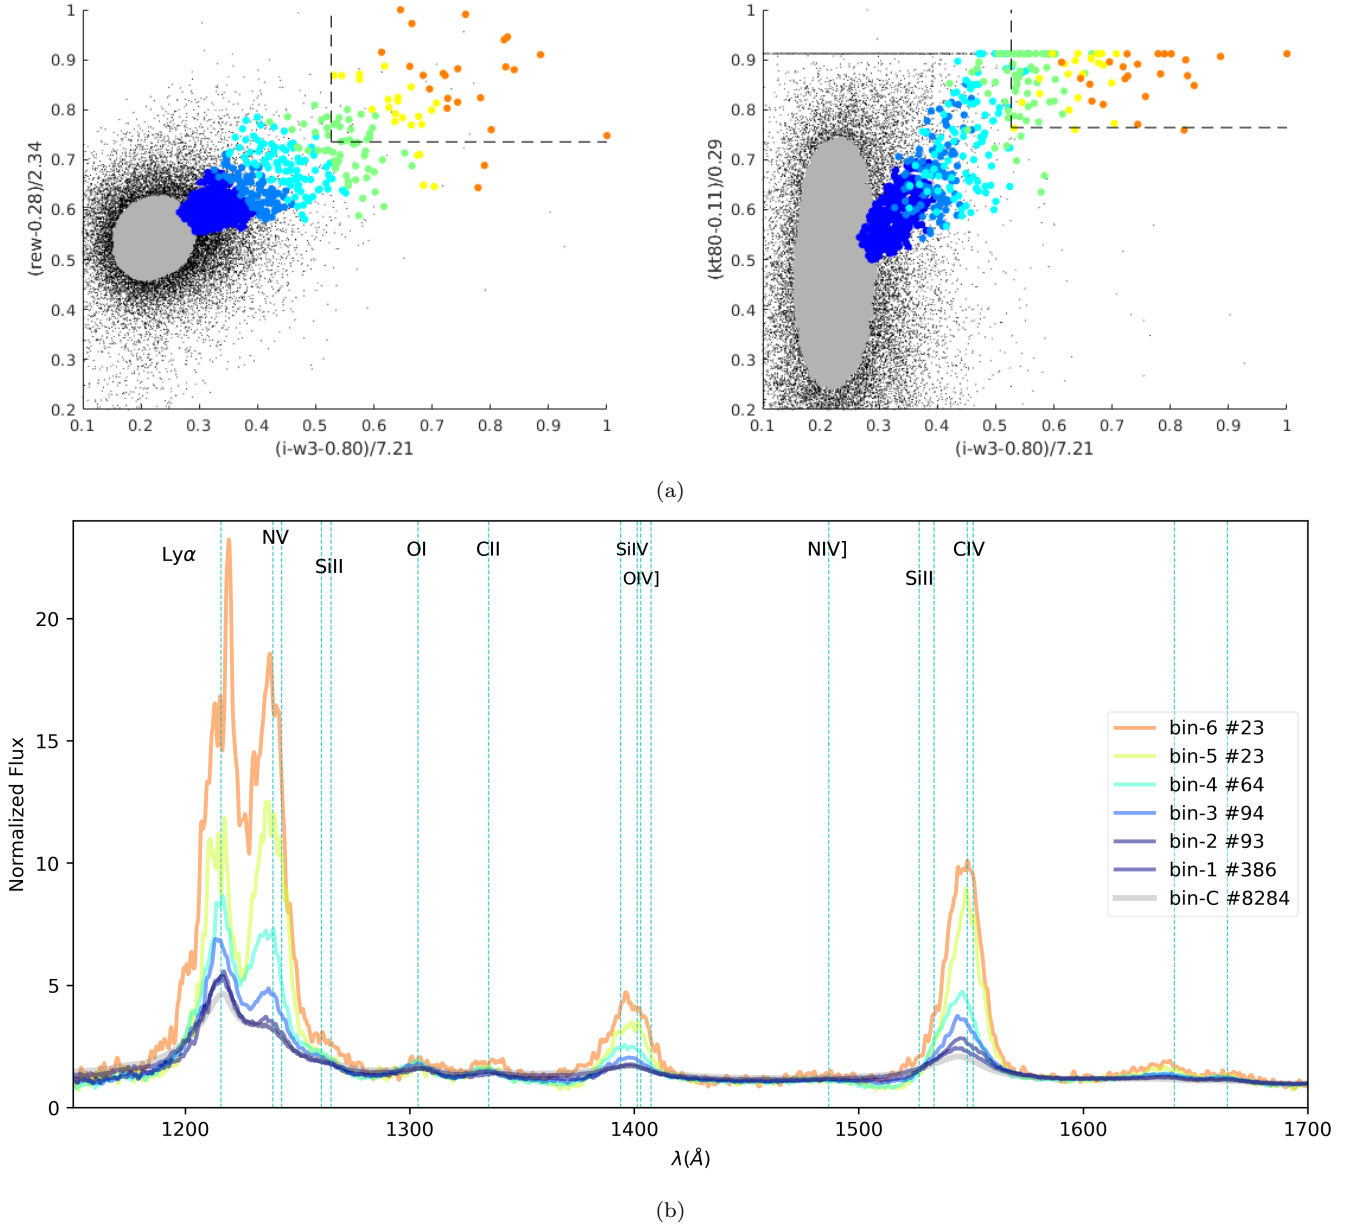 1
0.9
0.8
0.7
0.6
0.5
0.4
0.3
0.2
(rew-0.28)/2.34
0.1 0.2 0.3 0.4 0.5 0.6 0.7 0.8 0.9 1
(i-w3-0.80)/7.21
1
0.9
0.8
0.7
0.6
0.5
0.4
0.3
0.2
(kt80-0.11)/0.29
0.1 0.2 0.3 0.4 0.5 0.6 0.7 0.8 0.9 1
(i-w3-0.80)/7.21
(a)
Lyα
NV
SiII
OI
CII
SiIV
OIV]
NIV]
SiII
CIV
20
15
10
5
0
Normalized Flux
bin-6 #23
bin-5 #23
bin-4 #64
bin-3 #94
bin-2 #93
bin-1 #386
bin-C #8284
1200 1300 1400 1500 1600 1700
λ(Å)
(b)